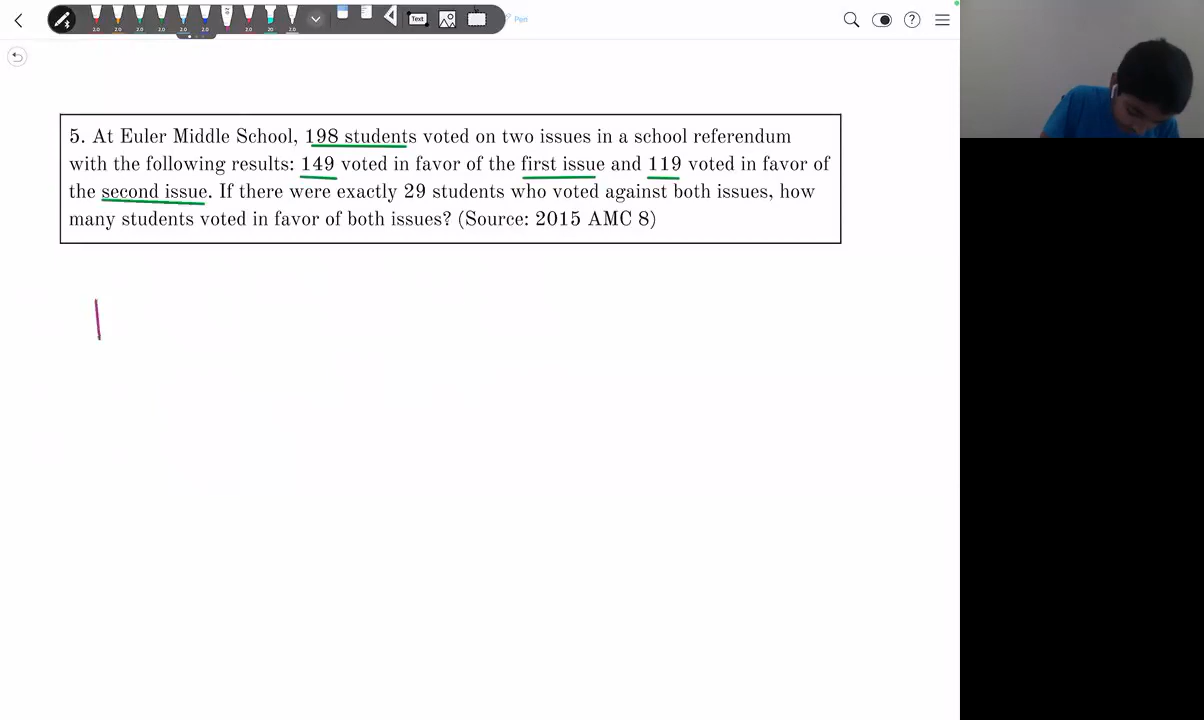 Text
Pen
5. At Euler Middle School, 198 students voted on two issues in a school referendum
with the following results: 149 voted in favor of the first issue and 119 voted in favor of
the second issue. If there were exactly 29 students who voted against both issues, how
many students voted in favor of both issues? (Source: 2015 AMC 8)